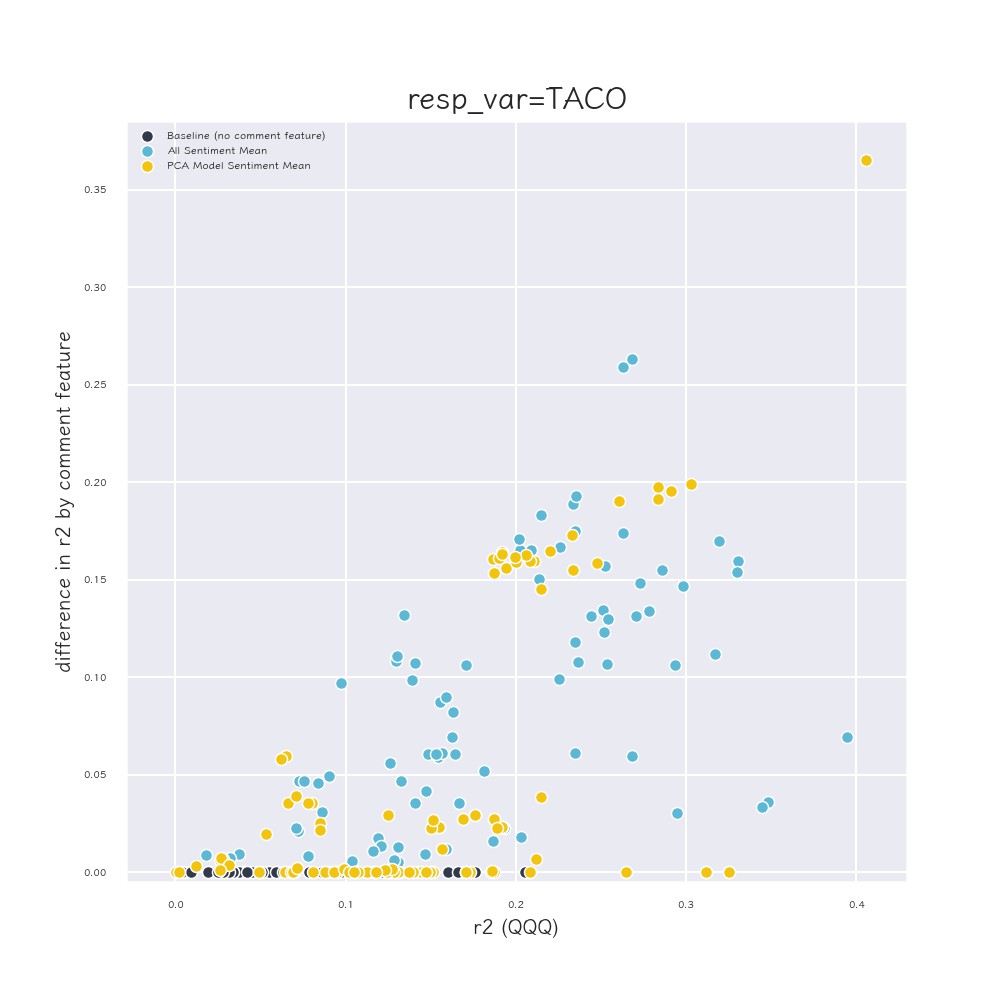 resp_var=TACO
Baseline (no comment feature)
All Sentiment Mean
PCA Model Sentiment Mean
difference in r2 by comment feature
0.35
0.30
0.25
0.20
0.15
0.10
0.05
0.00
0.0 0.1 0.2 0.3 0.4
r2 (QQQ)